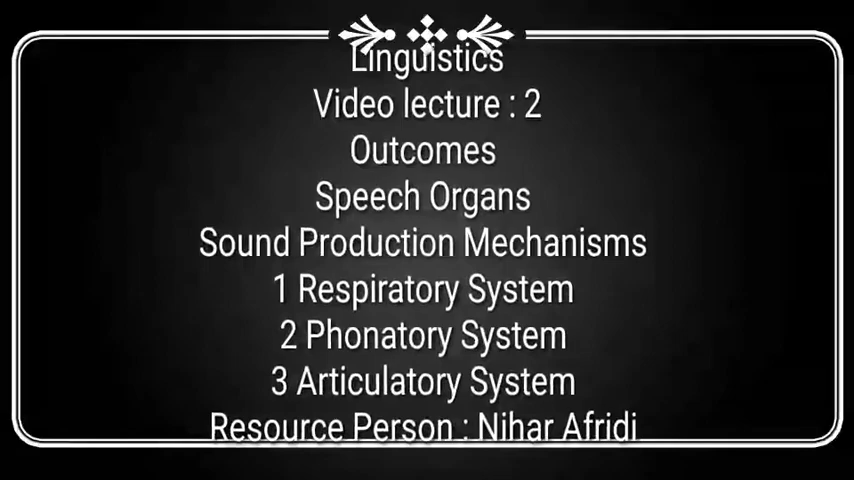 Linguistics
Video lecture : 2
Outcomes
Speech Organs
Sound Production Mechanisms
1 Respiratory System
2 Phonatory System
3 Articulatory System
Resource Person : Nihar Afridi